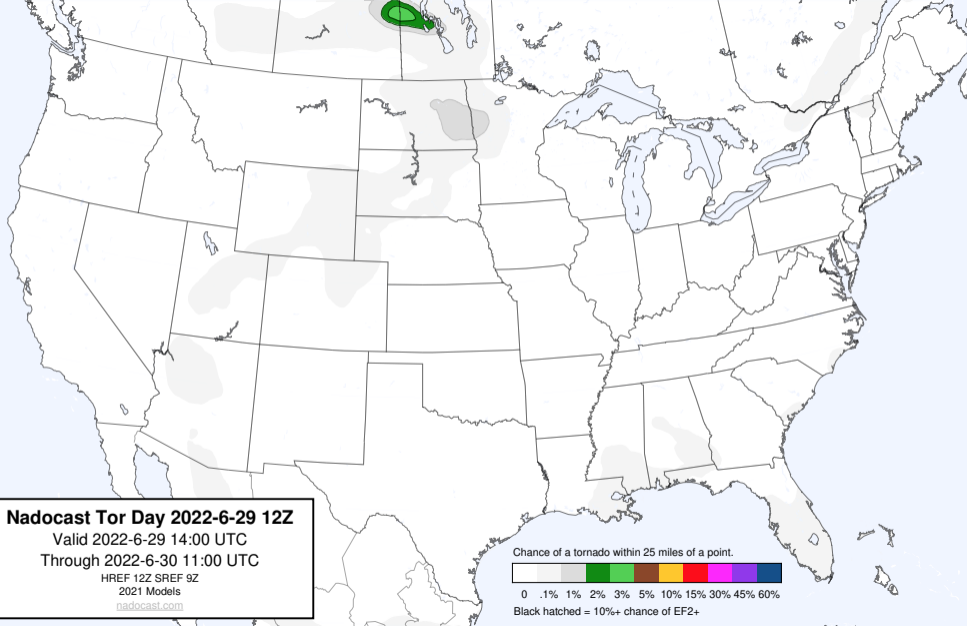 Nadocast Tor Day 2022-6-29 12Z
Valid 2022-6-29 14:00 UTC
Through 2022-6-30 11:00 UTC
HREF 12Z SREF 9Z
2021 Models
nadocast.com
Chance of a tornado within 25 miles of a point.
0 .1% 1% 2% 3% 5% 10% 15% 30% 45% 60%
Black hatched = 10%+ chance of EF2+